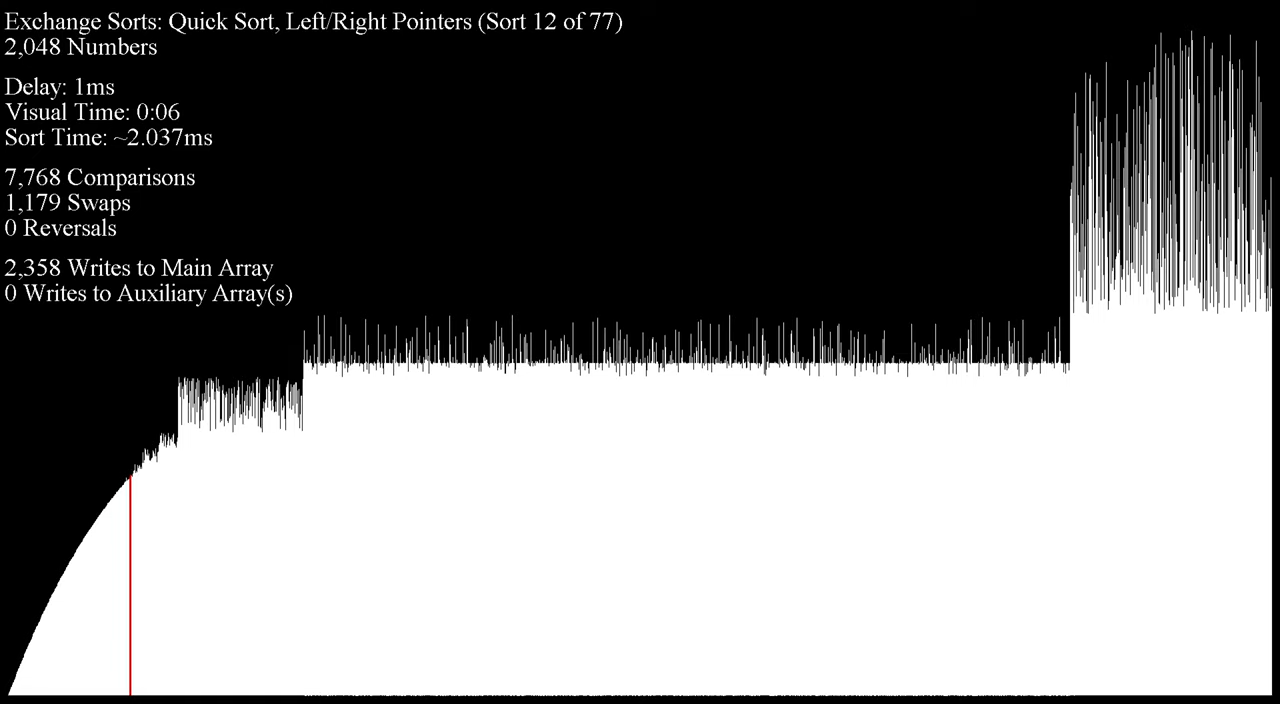 Exchange Sorts: Quick Sort, Left/Right Pointers (Sort 12 of 77)
2,048 Numbers
Delay: 1ms
Visual Time: 0:06
Sort Time: ~2.037ms
7,768 Comparisons
1,179 Swaps
0 Reversals
2,358 Writes to Main Array
0 Writes to Auxiliary Array(s)